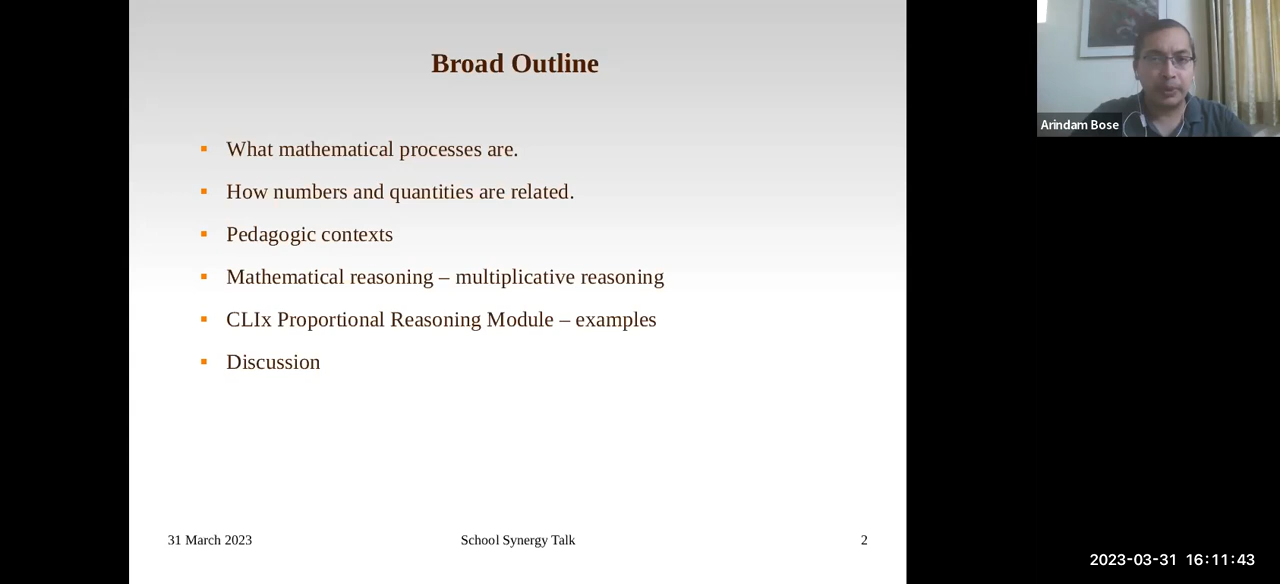 Broad Outline
What mathematical processes are.
How numbers and quantities are related.
Pedagogic contexts
Mathematical reasoning – multiplicative reasoning
CLIx Proportional Reasoning Module – examples
Discussion
31 March 2023
School Synergy Talk
2
Arindam Bose
2023-03-31 16:11:43